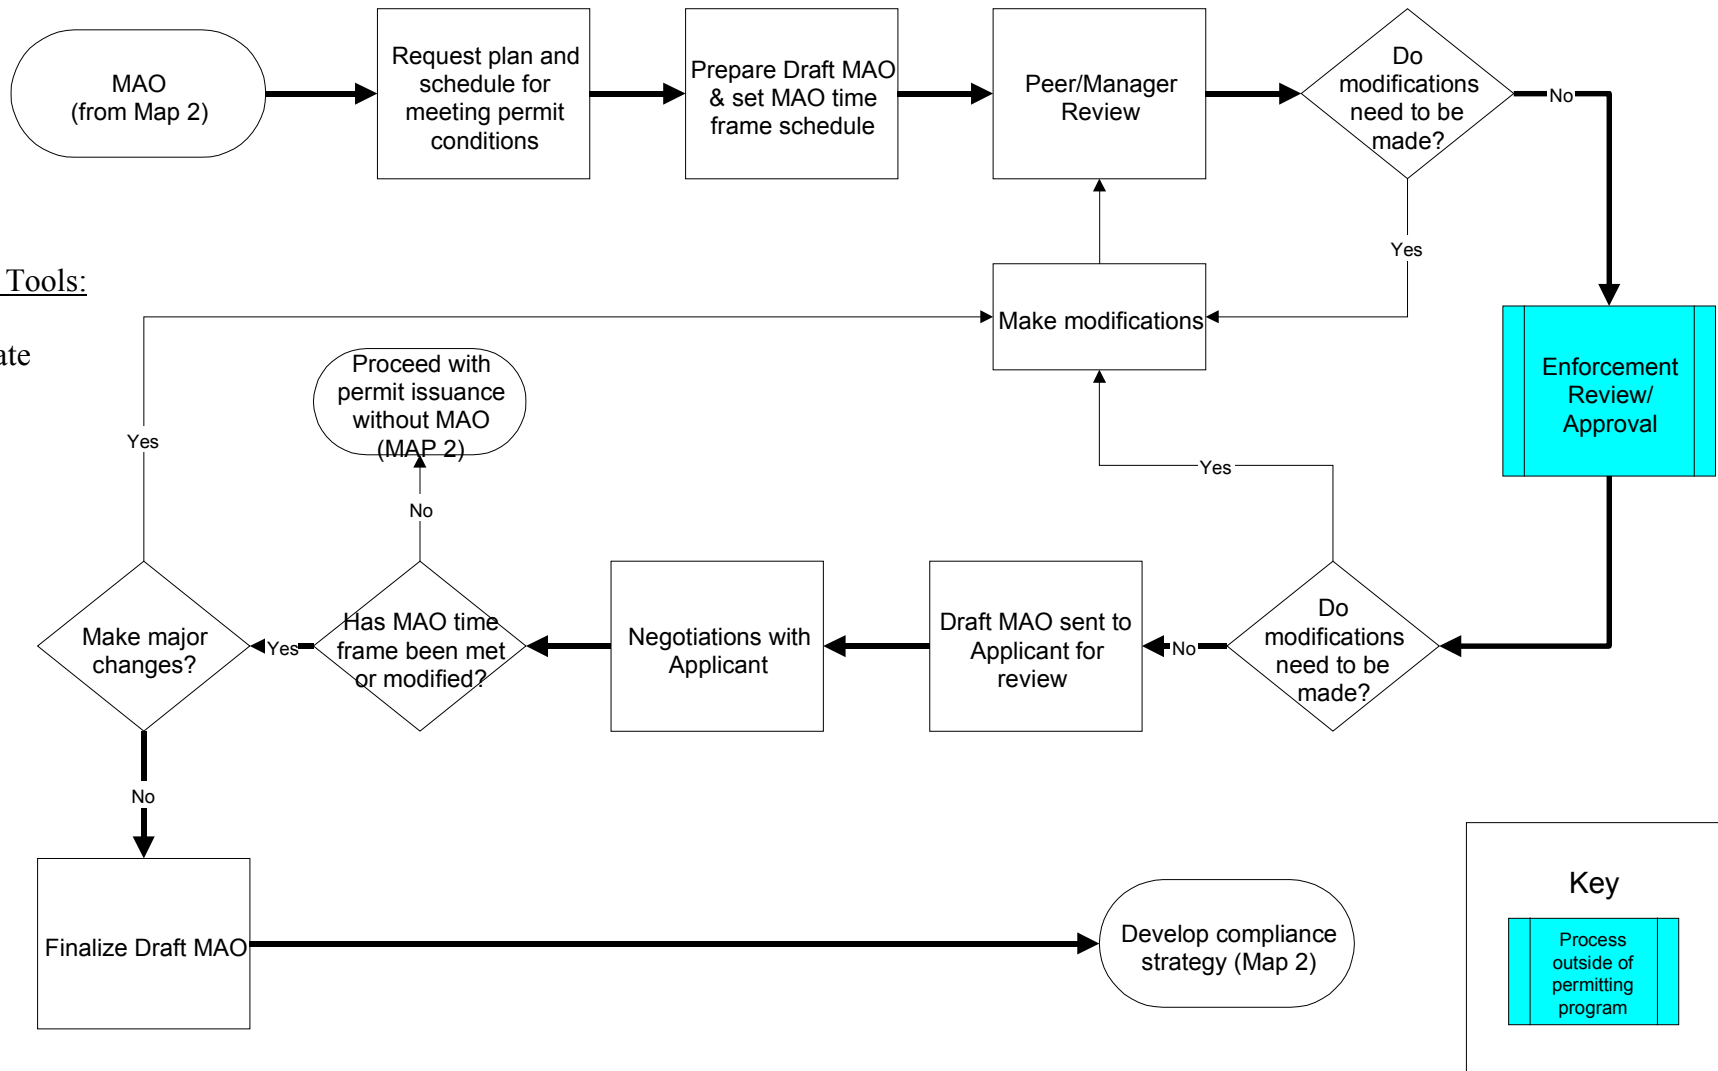 MAO
(from Map 2)
Request plan and
schedule for
meeting permit
conditions
Prepare Draft MAO
& set MAO time
frame schedule
Peer/Manager
Review
Do
modifications
need to be
made?
No
Yes
Tools:
ate
Make modifications
Enforcement
Review/
Approval
Proceed with
permit issuance
without MAO
(MAP 2)
Yes
No
Yes
Make major
changes?
Yes
Has MAO time
frame been met
or modified?
Negotiations with
Applicant
Draft MAO sent to
Applicant for
review
No
Do
modifications
need to be
made?
No
Finalize Draft MAO
Develop compliance
strategy (Map 2)
Key
Process
outside of
permitting
program